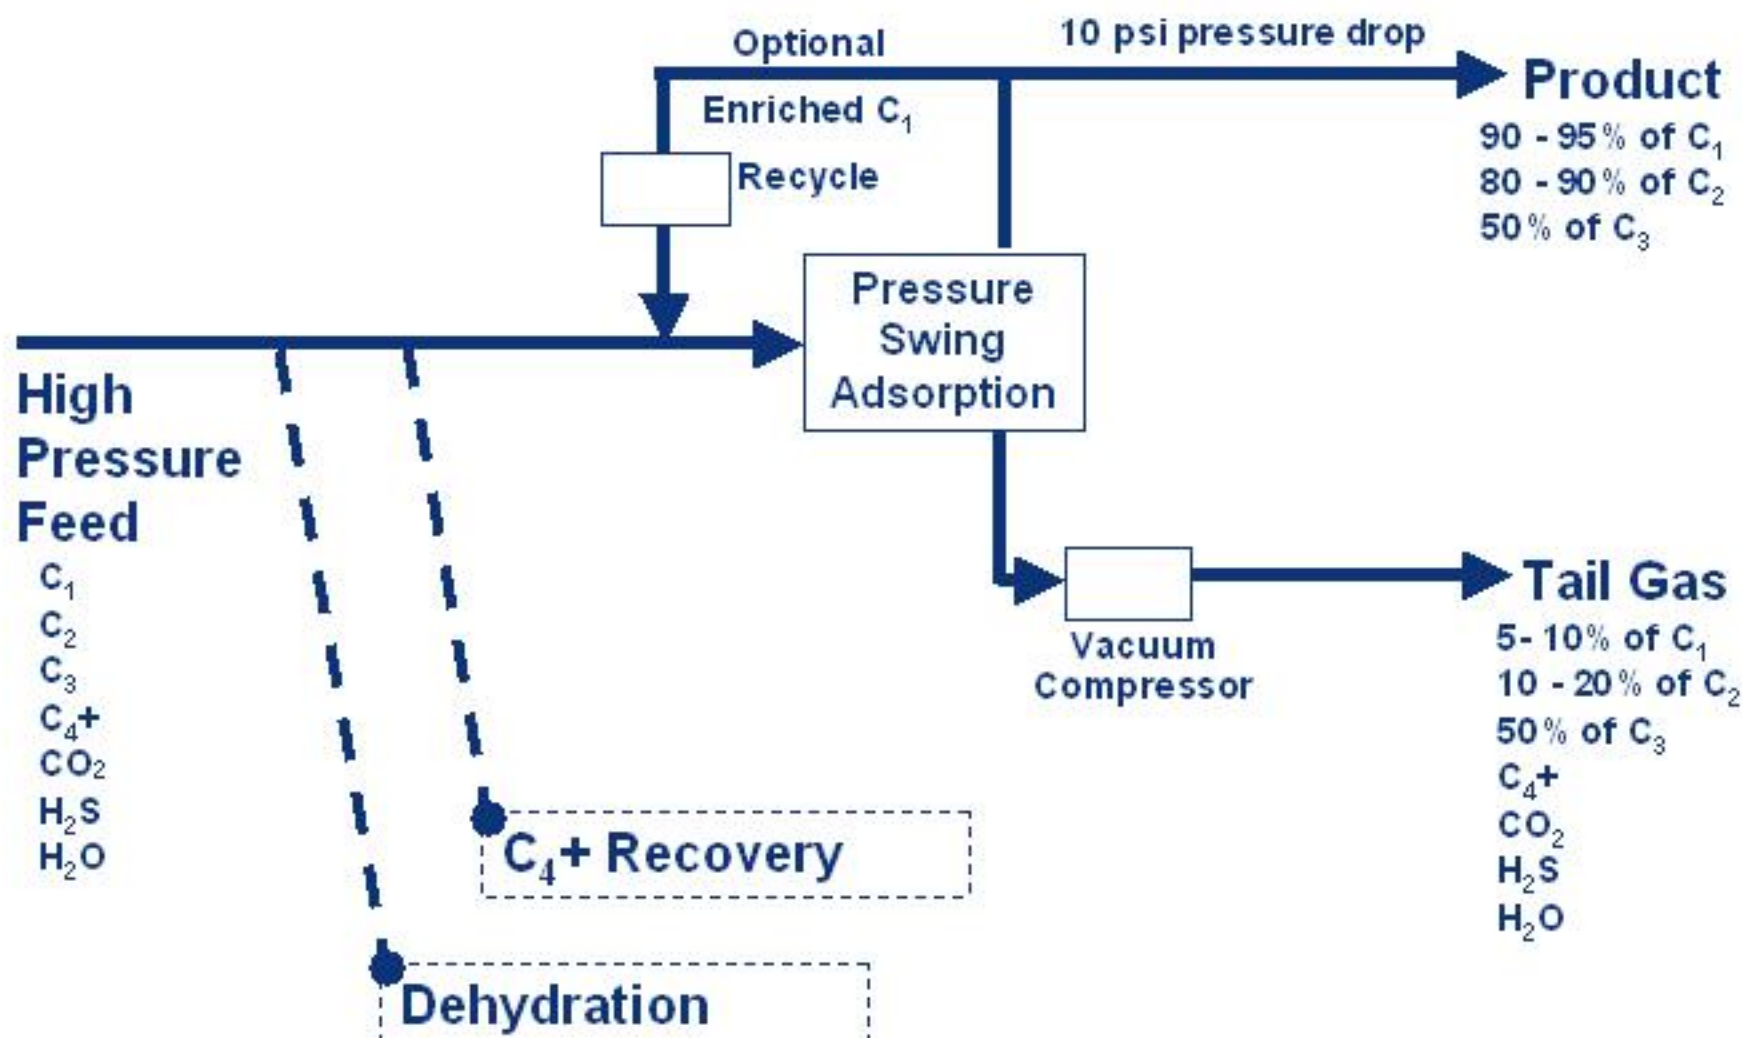 Optional
10 psi pressure drop
Enriched C₁
Recycle
Product
90 - 95% of C₁
80 - 90% of C₂
50% of C₃
Pressure
Swing
Adsorption
High
Pressure
Feed
C₁
C₂
C₃
C₄+
CO₂
H₂S
H₂O
Vacuum
Compressor
Tail Gas
5- 10% of C₁
10 - 20% of C₂
50% of C₃
C₄+
CO₂
H₂S
H₂O
C₄+ Recovery
Dehydration